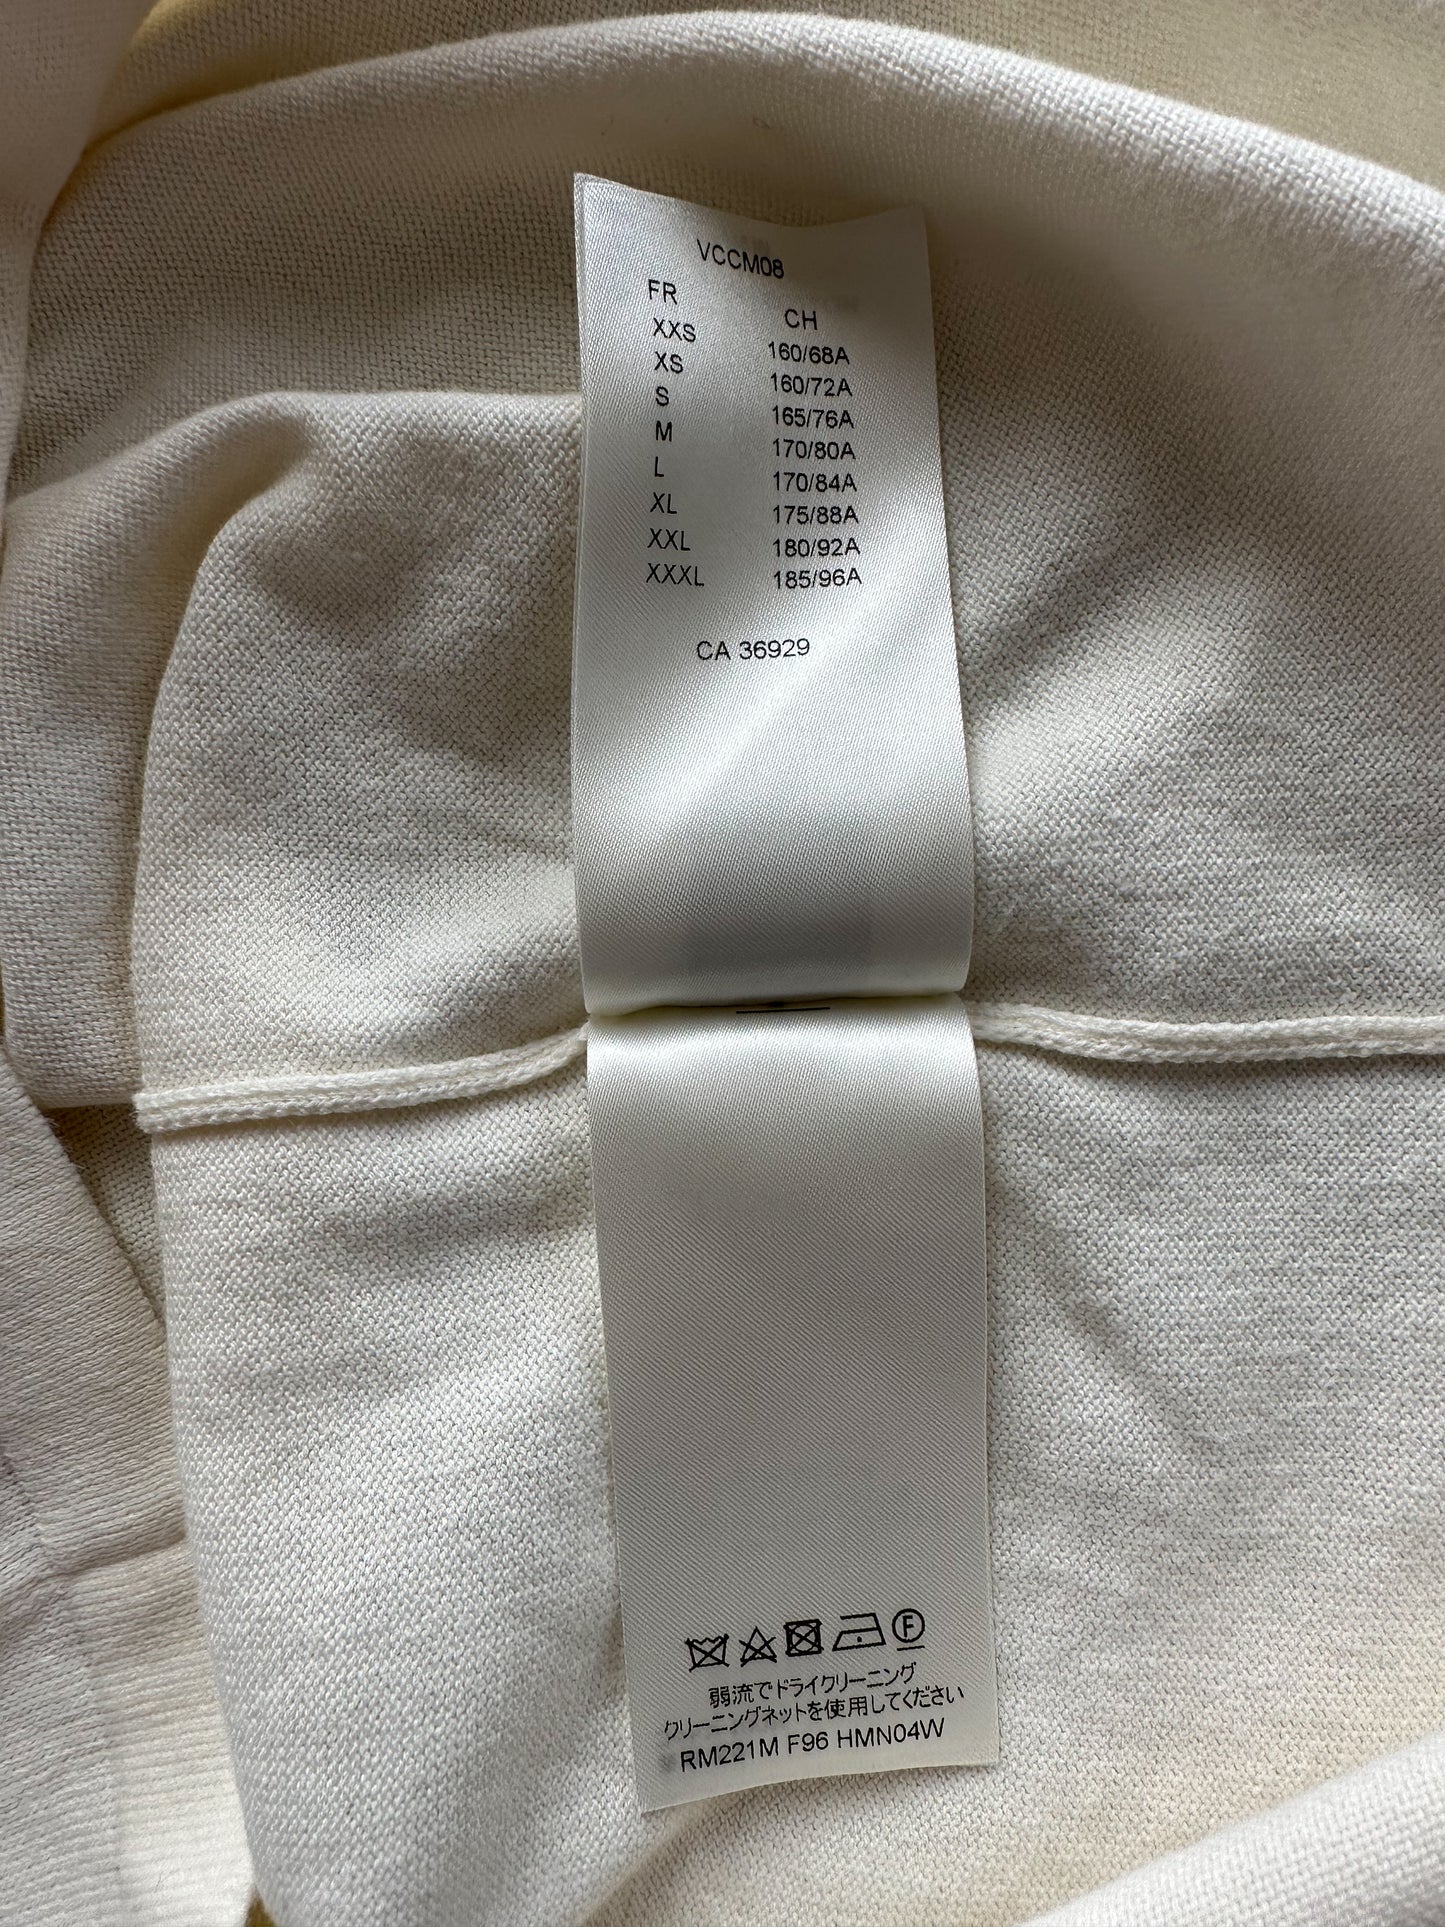 VCCM08
FR CH
XXS 160/68A
XS 160/72A
S 165/76A
M 170/80A
L 170/84A
XL 175/88A
XXL 180/92A
XXXL 185/96A
CA 36929
F
弱流でドライクリーニング
クリーニングネットを使用してください
RM221M F96 HMN04W